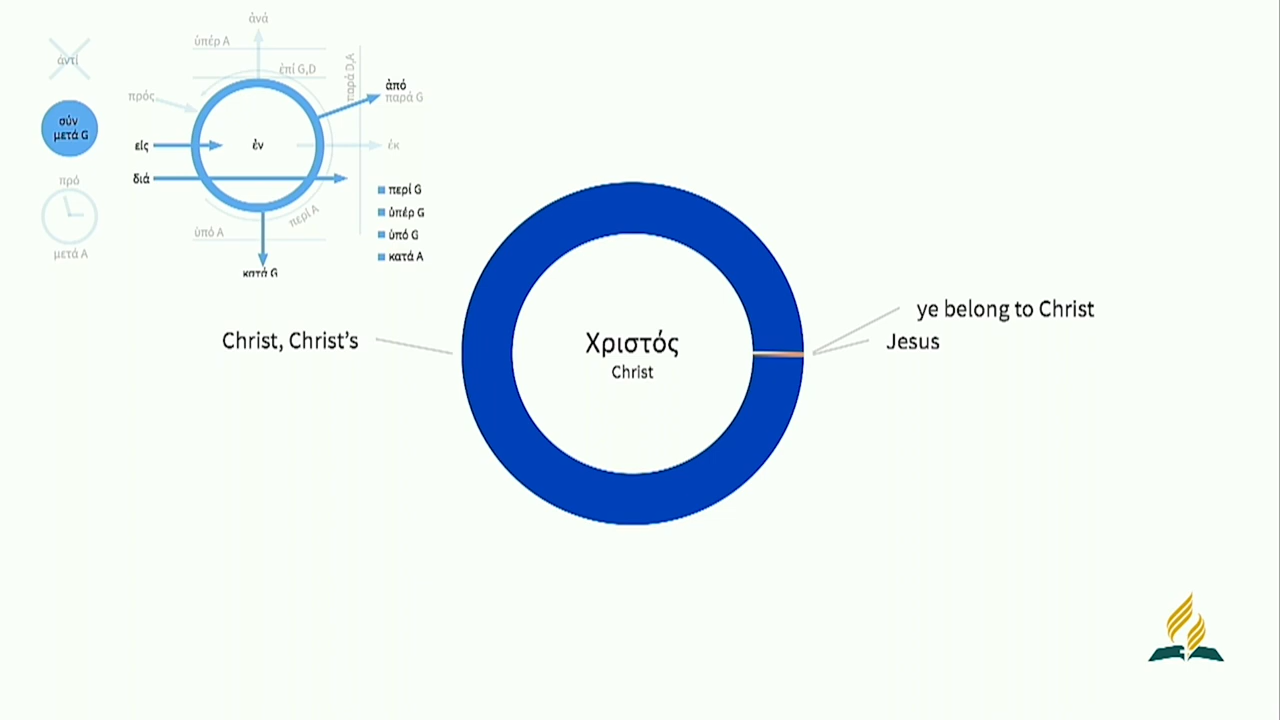 ἀνά
ὑπέρ A
ἀντί
ἐπί G,D
παρά D,A
ἀπό
πρός
παρά G
σύν
μετά G
εἰς
ἐν
ἐκ
διά
πρό
περί G
περί A
ὑπέρ G
ὑπό A
ὑπό G
μετά A
κατά A
κατά G
ye belong to Christ
Christ, Christ’s
Χριστός
Jesus
Christ